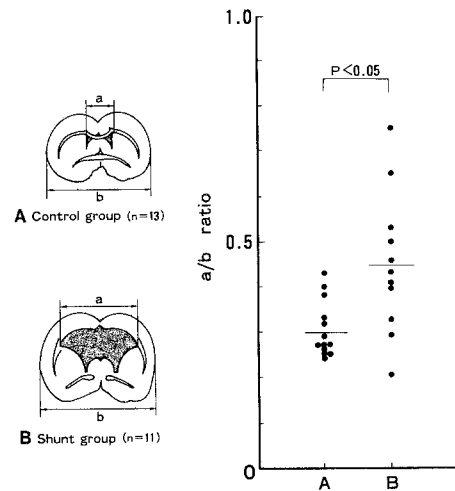 a
b
A Control group (n=13)
a
b
B Shunt group (n=11)
1.0
P<0.05
0.5
a/b ratio
0
A B